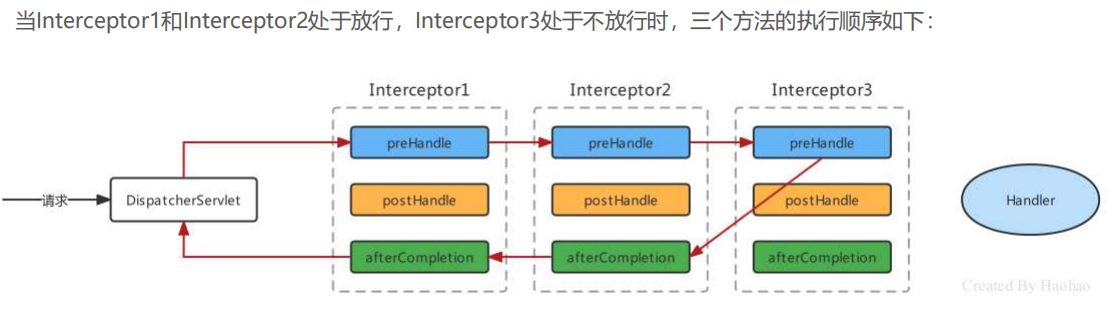 当Interceptor1和Interceptor2处于放行，Interceptor3处于不放行时，三个方法的执行顺序如下：
Interceptor1 Interceptor2 Interceptor3
preHandle preHandle preHandle
请求 DispatcherServlet postHandle postHandle postHandle Handler
afterCompletion afterCompletion afterCompletion
Created By Haohao